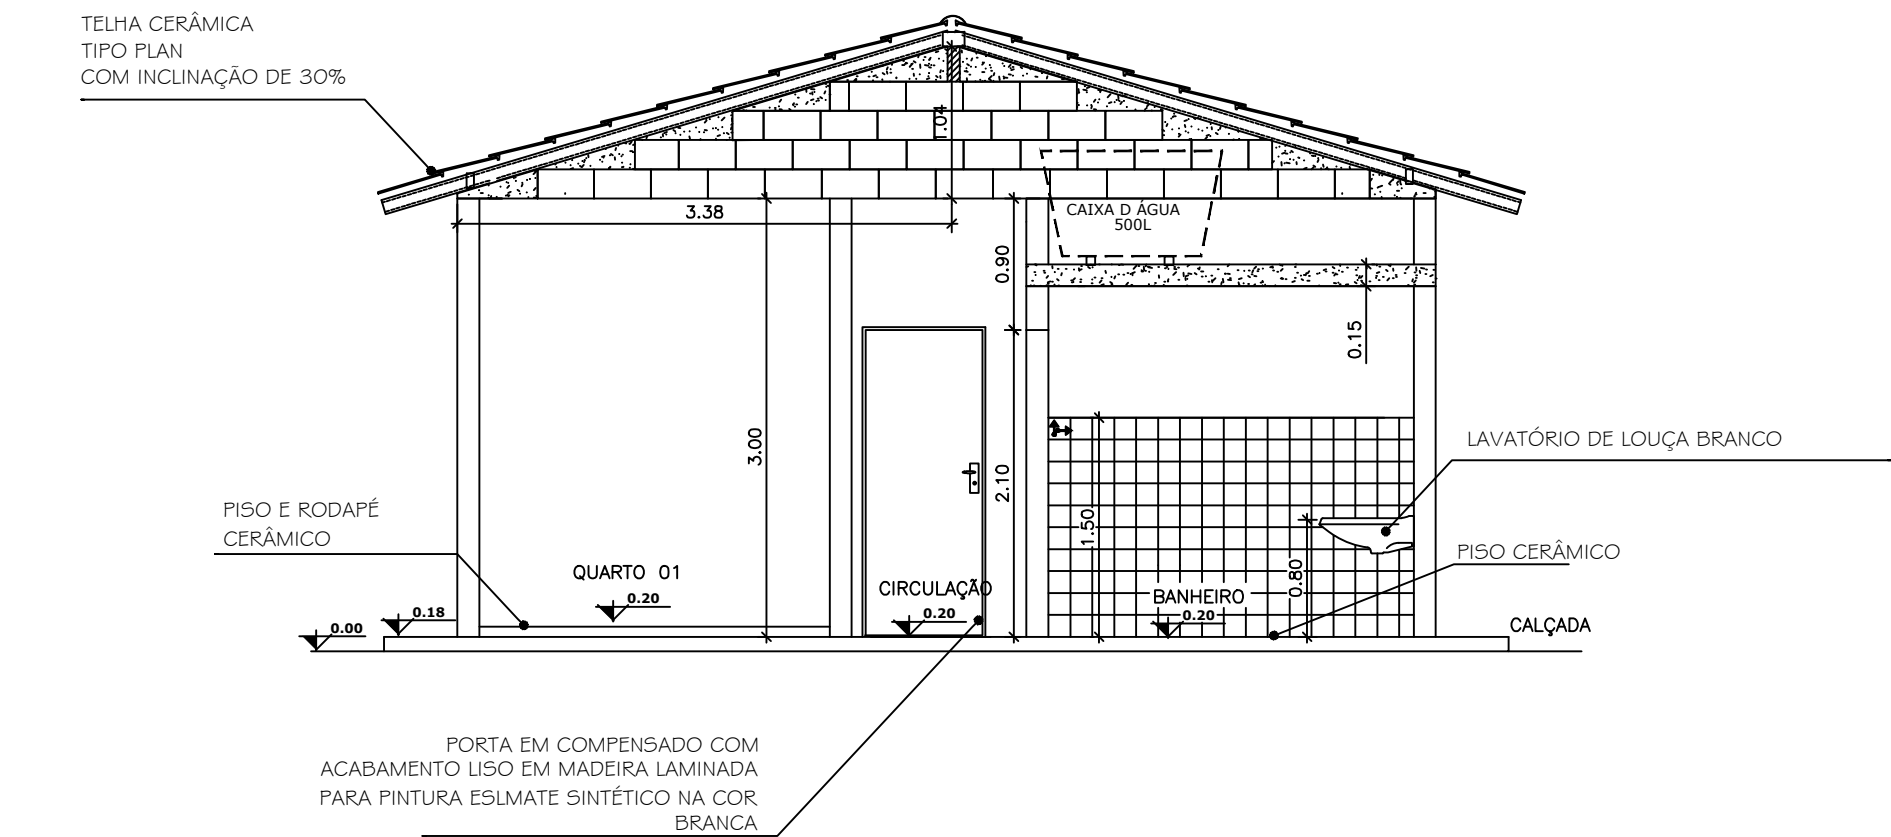 TELHA CERÂMICA
TIPO PLAN
COM INCLINAÇÃO DE 30%
1.04
3.38
CAIXA D ÁGUA
500L
0.90
0.15
3.00
2.10
1.50
0.80
LAVATÓRIO DE LOUÇA BRANCO
PISO E RODAPÉ
CERÂMICO
PISO CERÂMICO
QUARTO 01
0.20
CIRCULAÇÃO
0.20
BANHEIRO
0.20
0.18
0.00
CALÇADA
PORTA EM COMPENSADO COM
ACABAMENTO LISO EM MADEIRA LAMINADA
PARA PINTURA ESLMATE SINTÉTICO NA COR
BRANCA